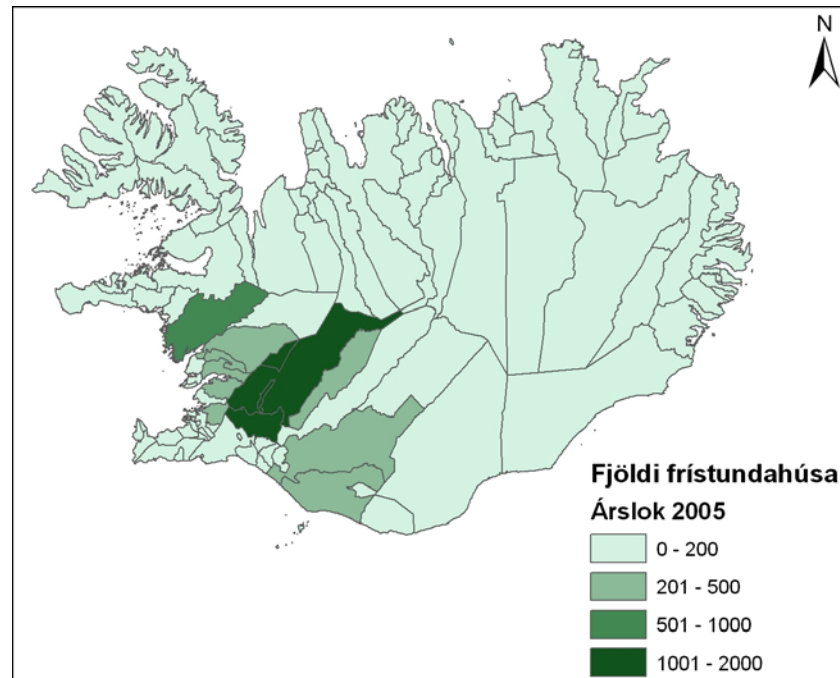 N
Fjöldi frístundahúsa
Árslok 2005
0 - 200
201 - 500
501 - 1000
1001 - 2000